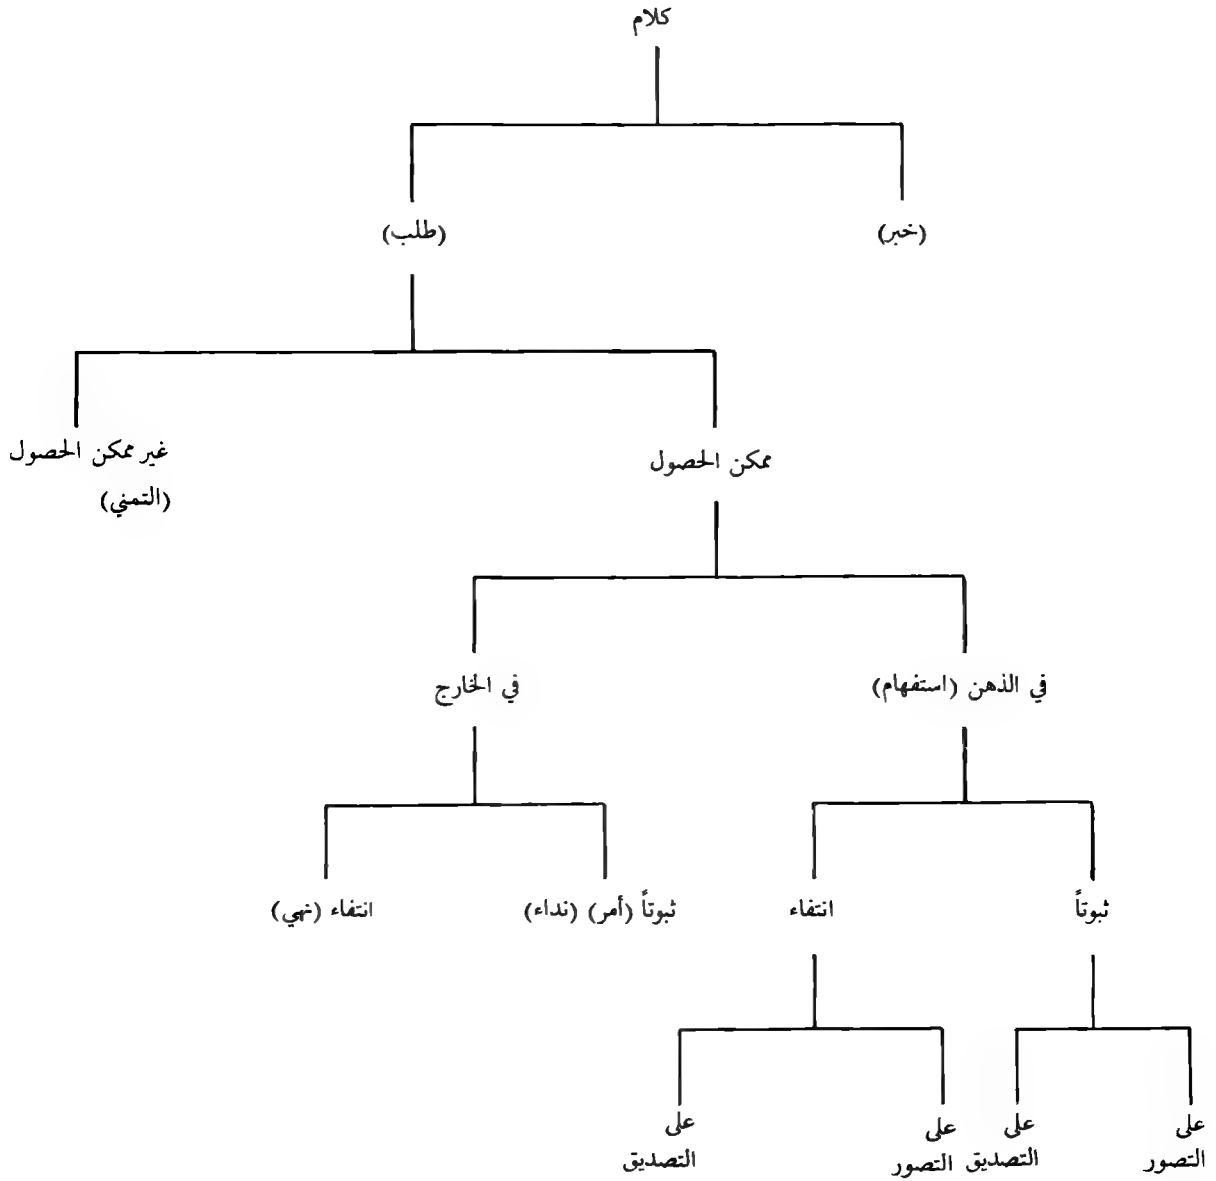 كلام
(خبر)
(طلب)
ممكن الحصول
غير ممكن الحصول
(التمني)
في الذهن (استفهام)
في الخارج
ثبوتاً
انتفاء
ثبوتاً (أمر) (نداء)
انتفاء (نهي)
على
التصور
على
التصديق
على
التصور
على
التصديق